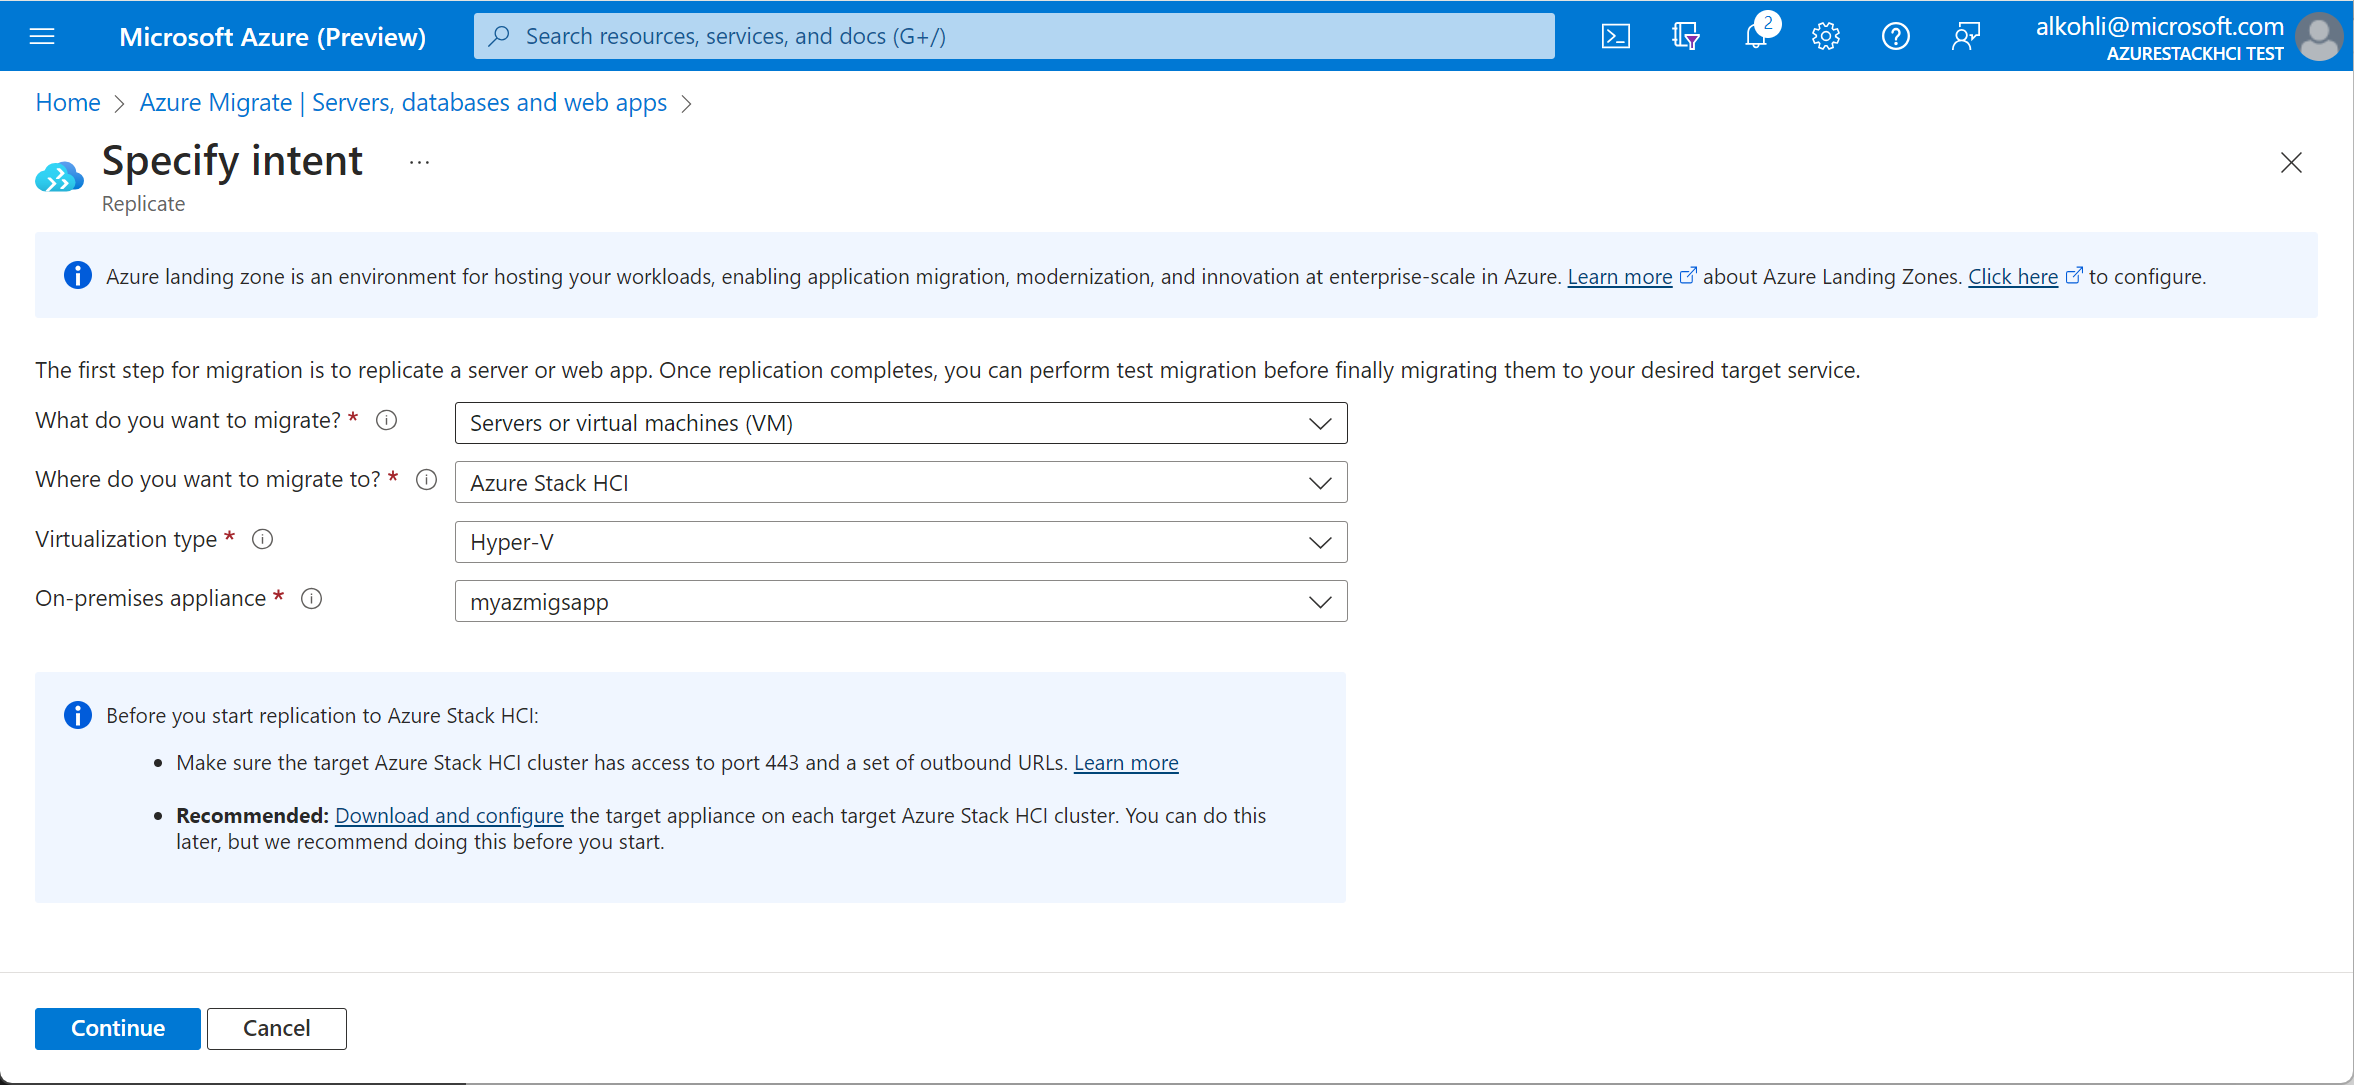 Microsoft Azure (Preview)
Search resources, services, and docs (G+/)
2
alkohli@microsoft.com
AZURESTACKHCI TEST
Home > Azure Migrate | Servers, databases and web apps >
Specify intent ...
Replicate
Azure landing zone is an environment for hosting your workloads, enabling application migration, modernization, and innovation at enterprise-scale in Azure. Learn more about Azure Landing Zones. Click here to configure.
The first step for migration is to replicate a server or web app. Once replication completes, you can perform test migration before finally migrating them to your desired target service.
What do you want to migrate? * Servers or virtual machines (VM)
Where do you want to migrate to? * Azure Stack HCI
Virtualization type * Hyper-V
On-premises appliance * myazmigsapp
Before you start replication to Azure Stack HCI:
• Make sure the target Azure Stack HCI cluster has access to port 443 and a set of outbound URLs. Learn more
• Recommended: Download and configure the target appliance on each target Azure Stack HCI cluster. You can do this
later, but we recommend doing this before you start.
Continue
Cancel